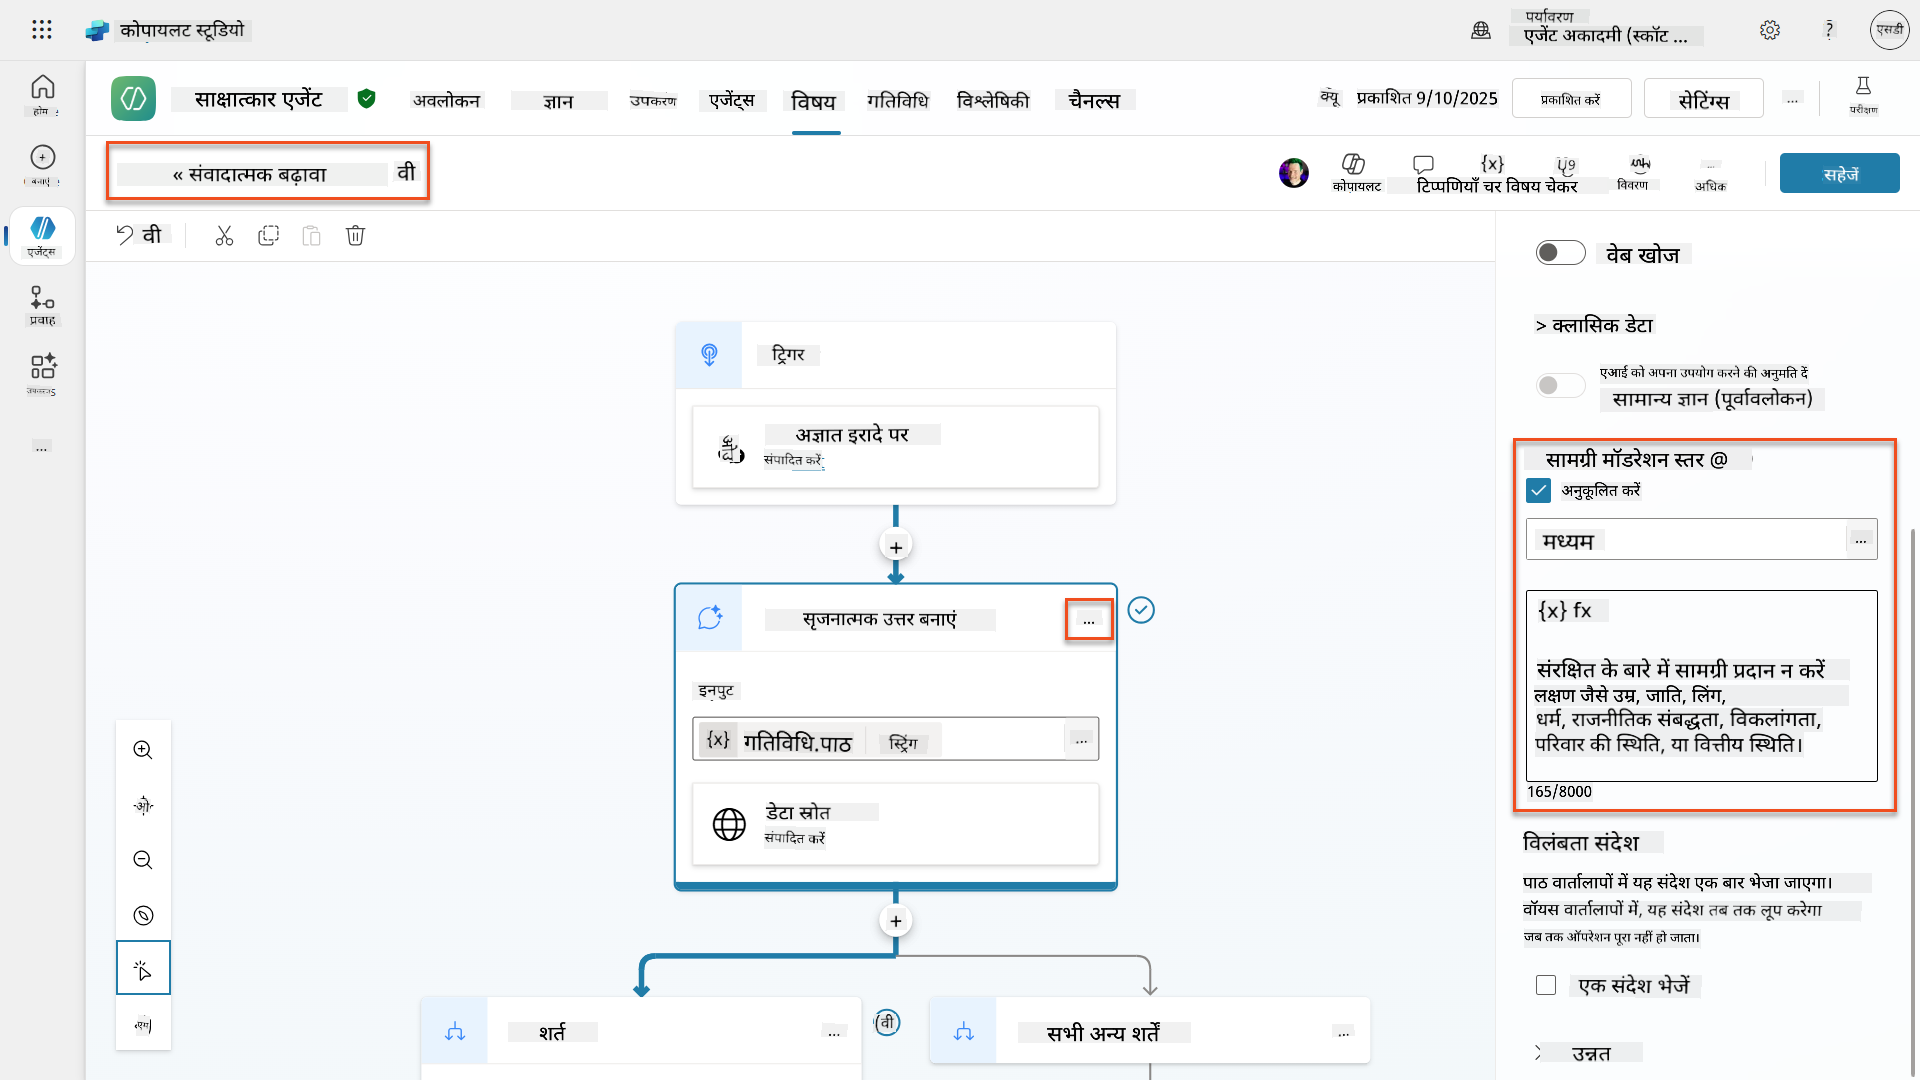 कोपायलट स्टूडियो
पर्यावरण
एजेंट अकादमी (स्कॉट ...
?
एसडी
होम
बनाएं
एजेंट्स
प्रवाह
...
साक्षात्कार एजेंट
अवलोकन
ज्ञान
उपकरण
एजेंट्स
विषय
गतिविधि
विश्लेषिकी
चैनल्स
क्यू
प्रकाशित 9/10/2025
प्रकाशित करें
सेटिंग्स
...
परीक्षण
« संवादात्मक बढ़ावा
वी
कोपायलट
{x}
टिप्पणियाँ चर विषय चेकर
विवरण
...
अधिक
सहेजें
वी
ट्रिगर
अज्ञात इरादे पर
संपादित करें
+
सृजनात्मक उत्तर बनाएं
...
इनपुट
{x} गतिविधि.पाठ
स्ट्रिंग
...
डेटा स्रोत
संपादित करें
+
शर्त
...
(वी
सभी अन्य शर्तें
...
वेब खोज
> क्लासिक डेटा
एआई को अपना उपयोग करने की अनुमति दें
सामान्य ज्ञान (पूर्वावलोकन)
सामग्री मॉडरेशन स्तर @
अनुकूलित करें
मध्यम
...
{x} fx
संरक्षित के बारे में सामग्री प्रदान न करें
लक्षण जैसे उम्र, जाति, लिंग,
धर्म, राजनीतिक संबद्धता, विकलांगता,
परिवार की स्थिति, या वित्तीय स्थिति।
165/8000
विलंबता संदेश
पाठ वार्तालापों में यह संदेश एक बार भेजा जाएगा।
वॉयस वार्तालापों में, यह संदेश तब तक लूप करेगा
जब तक ऑपरेशन पूरा नहीं हो जाता।
एक संदेश भेजें
उन्नत